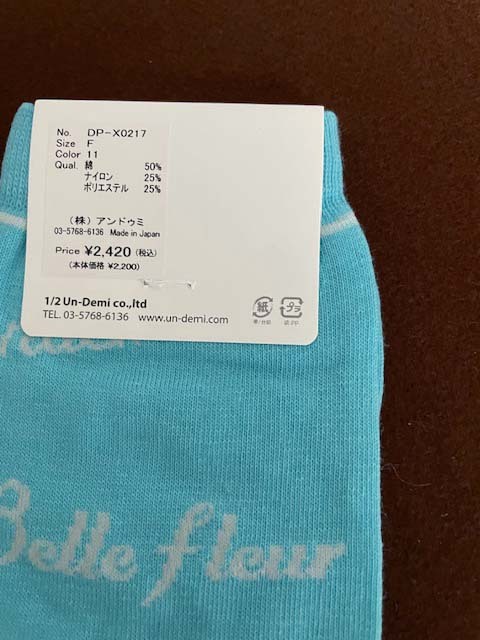 No. DP-X0217
Size F
Color 11
Qual. 綿 50%
ナイロン 25%
ポリエステル 25%
(株)アンドゥミ
03-5768-6136 Made in Japan
Price ¥2,420 (税込)
(本体価格 ¥2,200)
1/2 Un-Demi co.,ltd
TEL. 03-5768-6136 www.un-demi.com
紙 プラ
Belle fleur